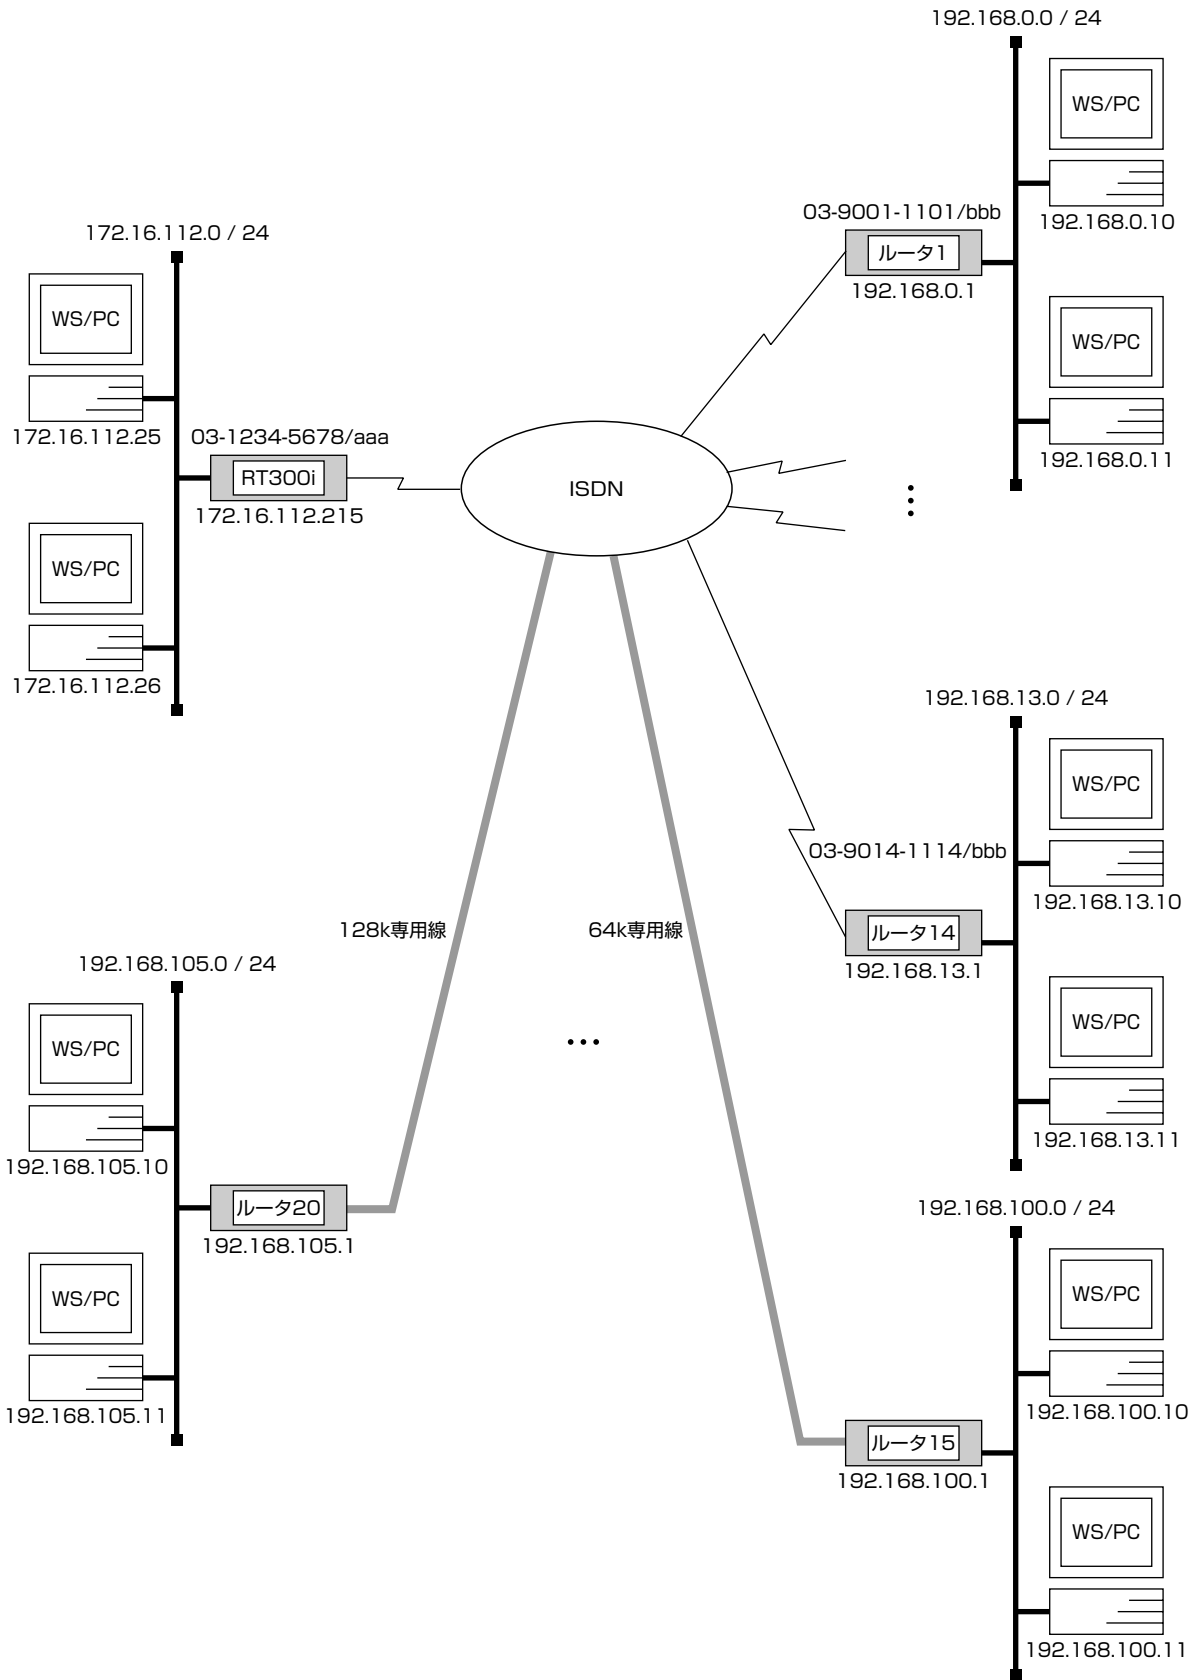 192.168.0.0 / 24
WS/PC
192.168.0.10
03-9001-1101/bbb
ルータ1
192.168.0.1
WS/PC
192.168.0.11
172.16.112.0 / 24
WS/PC
172.16.112.25
03-1234-5678/aaa
RT300i
172.16.112.215
WS/PC
172.16.112.26
ISDN
192.168.13.0 / 24
WS/PC
192.168.13.10
03-9014-1114/bbb
ルータ14
192.168.13.1
WS/PC
192.168.13.11
128k専用線
64k専用線
192.168.105.0 / 24
WS/PC
192.168.105.10
ルータ20
192.168.105.1
WS/PC
192.168.105.11
192.168.100.0 / 24
WS/PC
192.168.100.10
ルータ15
192.168.100.1
WS/PC
192.168.100.11